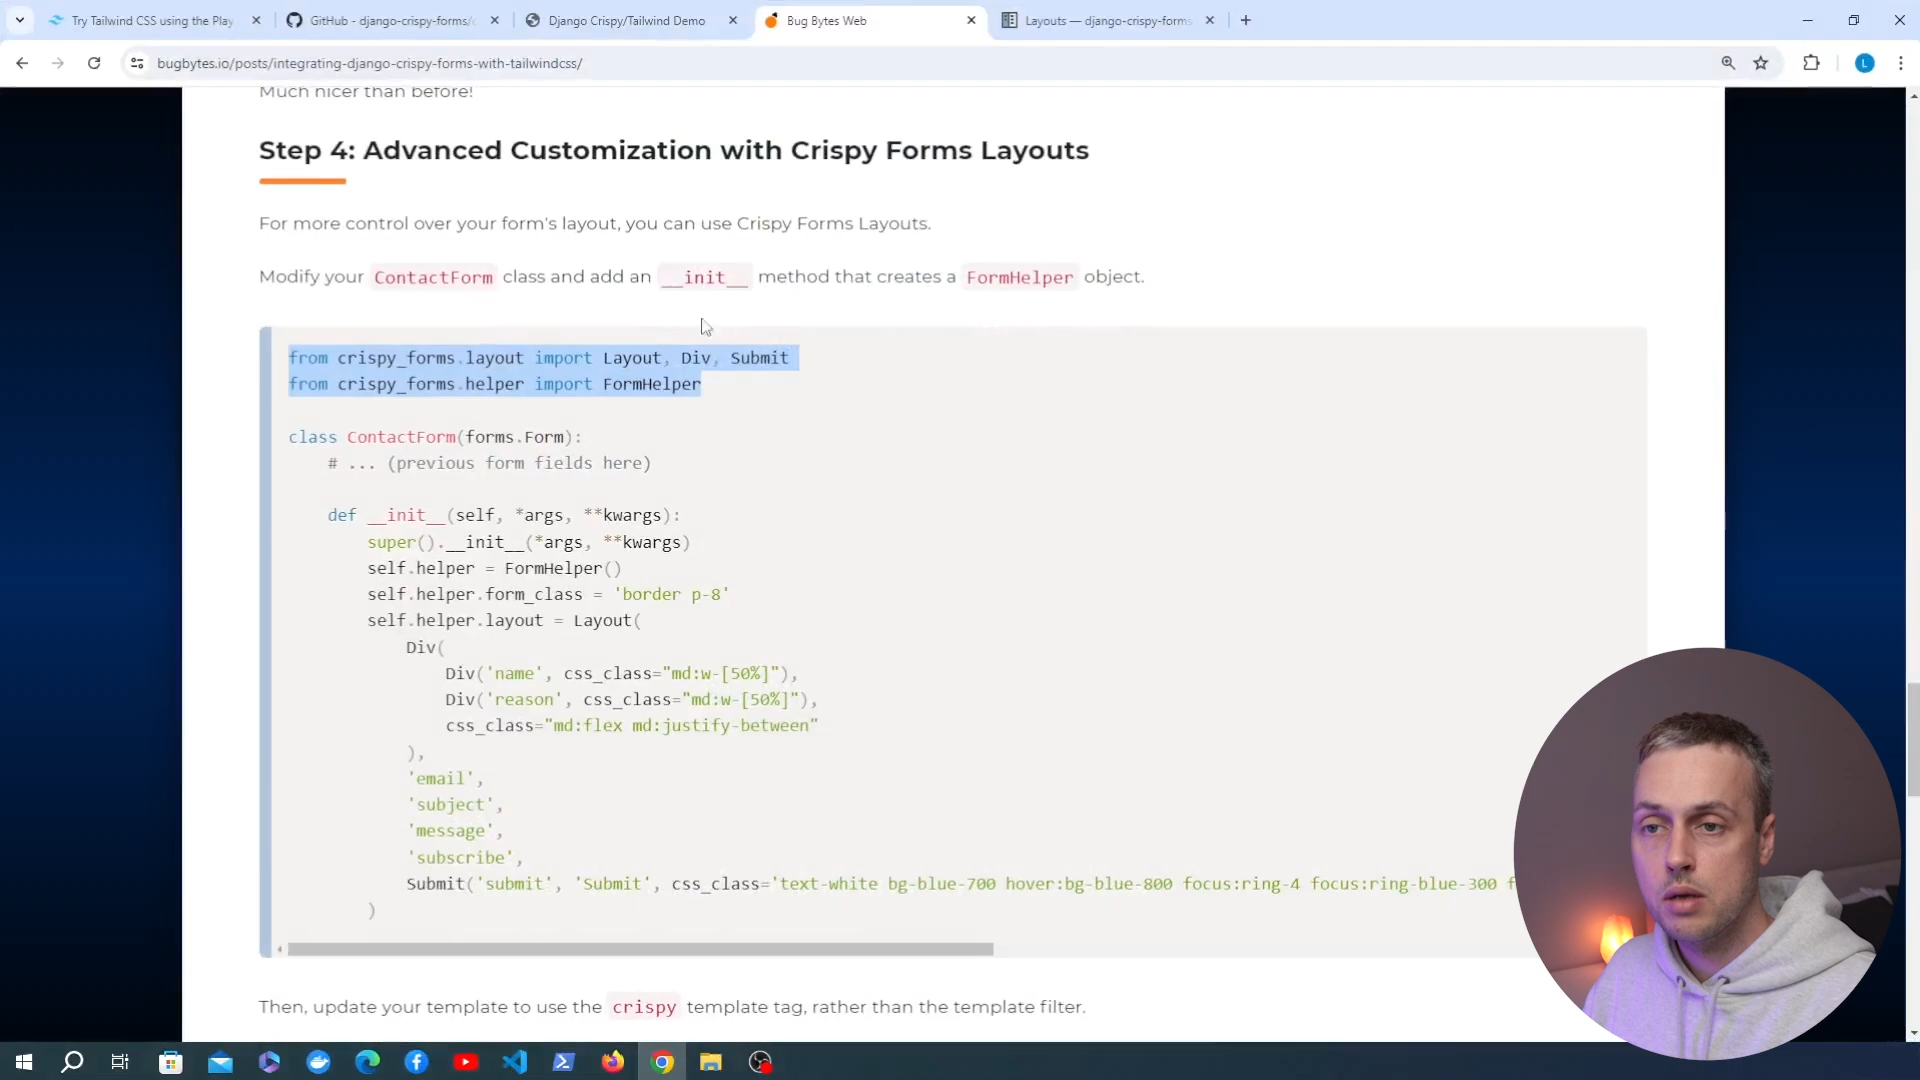 Try Tailwind CSS using the Play
GitHub - django-crispy-forms/
Django Crispy/Tailwind Demo
Bug Bytes Web
Layouts — django-crispy-forms
bugbytes.io/posts/integrating-django-crispy-forms-with-tailwindcss/
L
Much nicer than before!
Step 4: Advanced Customization with Crispy Forms Layouts
For more control over your form's layout, you can use Crispy Forms Layouts.
Modify your ContactForm class and add an __init__ method that creates a FormHelper object.
from crispy_forms.layout import Layout, Div, Submit
from crispy_forms.helper import FormHelper
class ContactForm(forms.Form):
# ... (previous form fields here)
def __init__(self, *args, **kwargs):
super().__init__(*args, **kwargs)
self.helper = FormHelper()
self.helper.form_class = 'border p-8'
self.helper.layout = Layout(
Div(
Div('name', css_class="md:w-[50%]"),
Div('reason', css_class="md:w-[50%]"),
css_class="md:flex md:justify-between"
),
'email',
'subject',
'message',
'subscribe',
Submit('submit', 'Submit', css_class='text-white bg-blue-700 hover:bg-blue-800 focus:ring-4 focus:ring-blue-300 f
)
Then, update your template to use the crispy template tag, rather than the template filter.